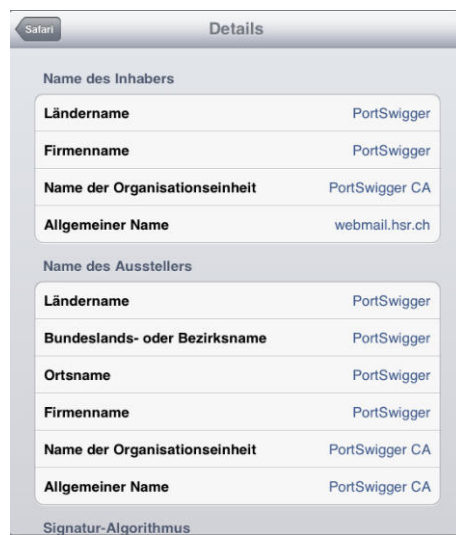 Safari
Details
Name des Inhabers
Ländername PortSwigger
Firmenname PortSwigger
Name der Organisationseinheit PortSwigger CA
Allgemeiner Name webmail.hsr.ch
Name des Ausstellers
Ländername PortSwigger
Bundeslands- oder Bezirksname PortSwigger
Ortsname PortSwigger
Firmenname PortSwigger
Name der Organisationseinheit PortSwigger CA
Allgemeiner Name PortSwigger CA
Signatur-Algorithmus